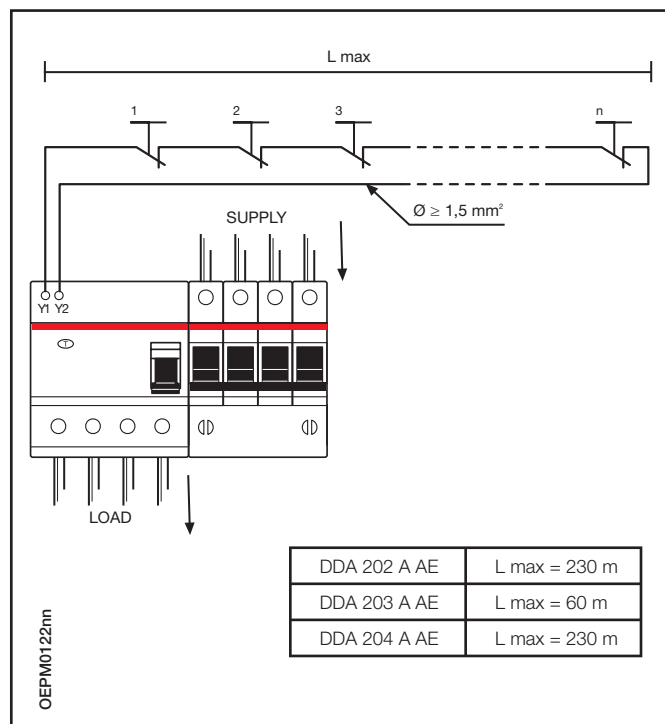 L max
1 2 3 n
Ø ≥ 1,5 mm²
SUPPLY
Y1 Y2
T
LOAD
DDA 202 A AE L max = 230 m
DDA 203 A AE L max = 60 m
DDA 204 A AE L max = 230 m
OEPM0122nn